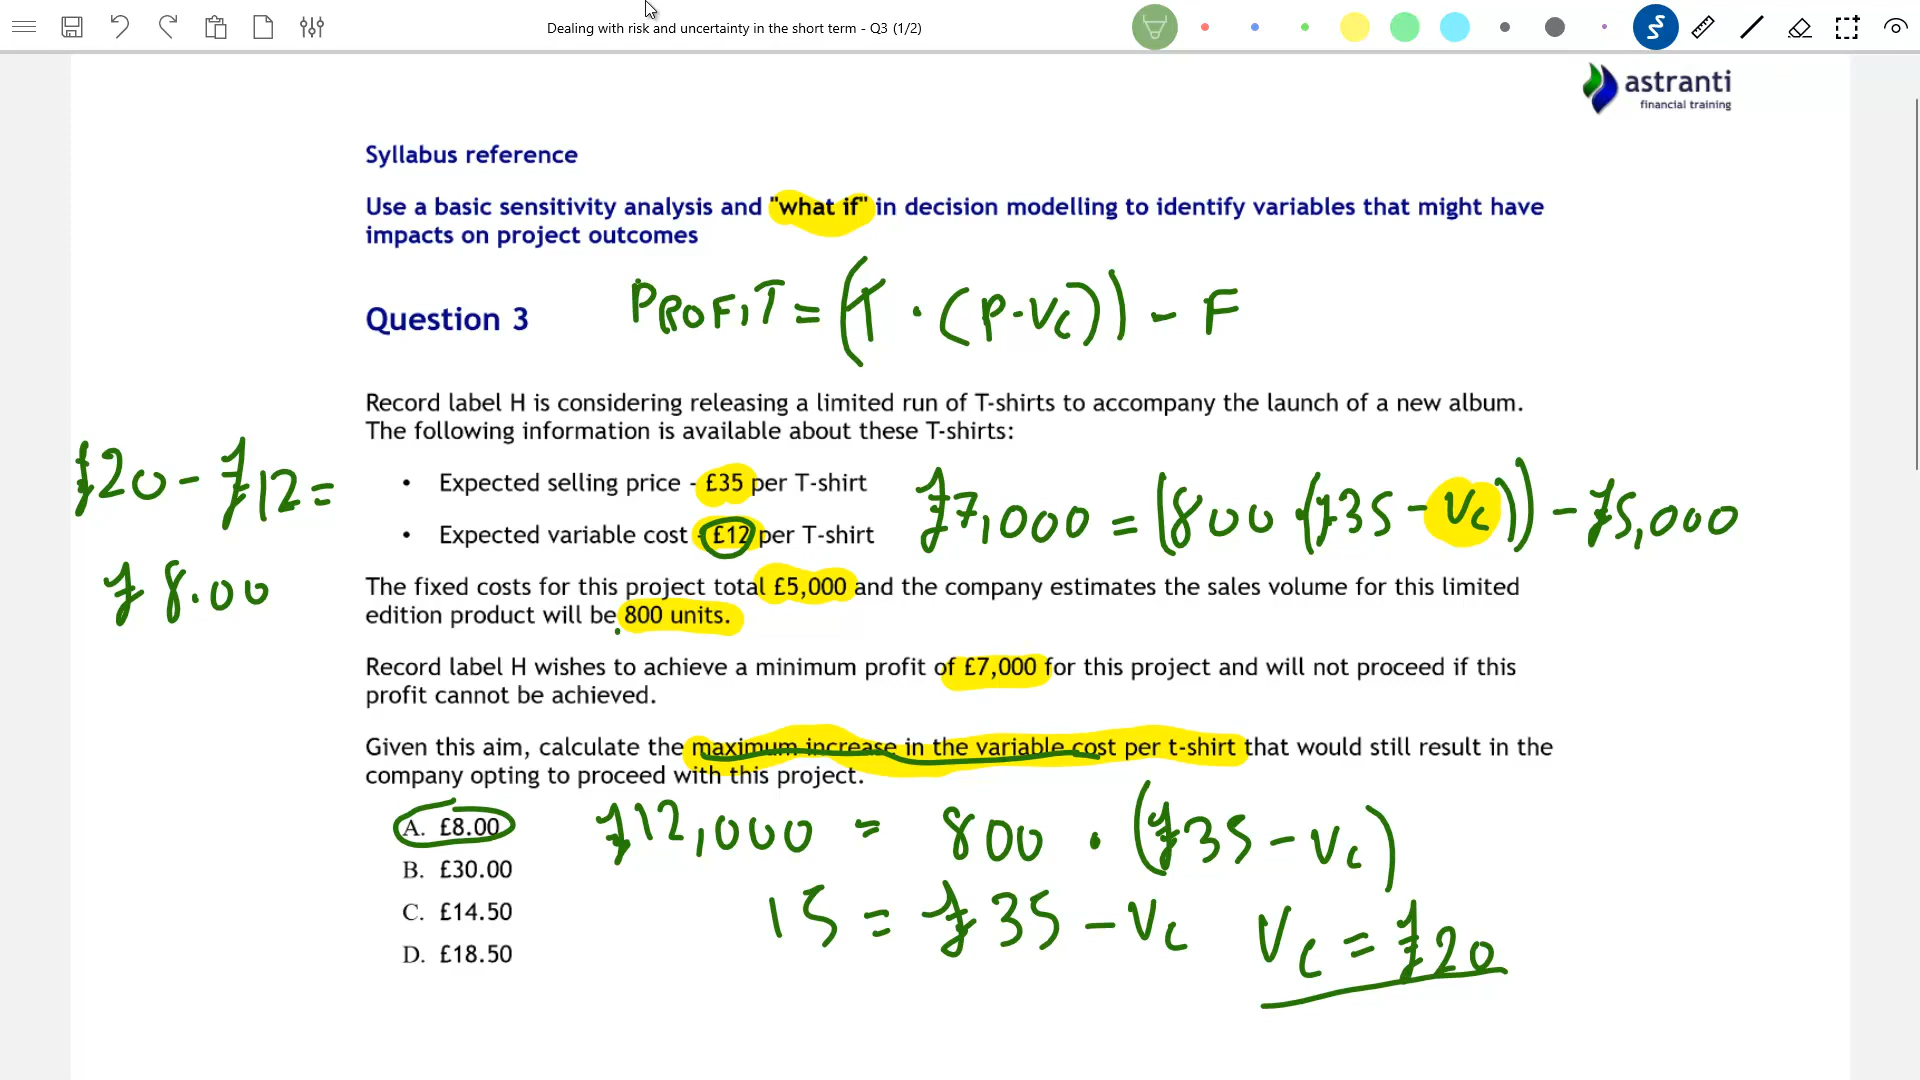 Dealing with risk and uncertainty in the short term - Q3 (1/2)
astranti
financial training
Syllabus reference
Use a basic sensitivity analysis and "what if" in decision modelling to identify variables that might have
impacts on project outcomes
Question 3
PROFIT = (T · (P-Vc)) - F
Record label H is considering releasing a limited run of T-shirts to accompany the launch of a new album.
The following information is available about these T-shirts:
£20 - £12 =
£8.00
• Expected selling price - £35 per T-shirt
• Expected variable cost - £12 per T-shirt
£7,000 = (800 · (£35 - Vc)) - £5,000
The fixed costs for this project total £5,000 and the company estimates the sales volume for this limited
edition product will be 800 units.
Record label H wishes to achieve a minimum profit of £7,000 for this project and will not proceed if this
profit cannot be achieved.
Given this aim, calculate the maximum increase in the variable cost per t-shirt that would still result in the
company opting to proceed with this project.
A. £8.00
B. £30.00
C. £14.50
D. £18.50
£12,000 = 800 · (£35 - Vc)
15 = £35 - Vc
Vc = £20